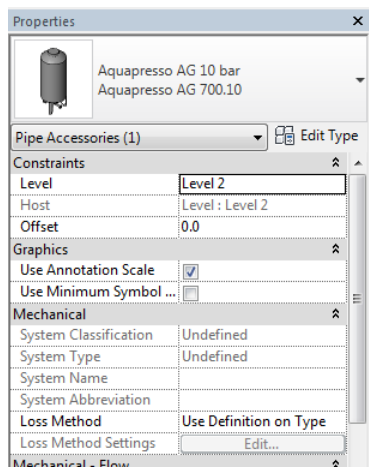 Properties
Aquapresso AG 10 bar
Aquapresso AG 700.10
Pipe Accessories (1)
Edit Type
Constraints
Level Level 2
Host Level : Level 2
Offset 0.0
Graphics
Use Annotation Scale
Use Minimum Symbol ...
Mechanical
System Classification Undefined
System Type Undefined
System Name
System Abbreviation
Loss Method Use Definition on Type
Loss Method Settings Edit...
Mechanical - Flow